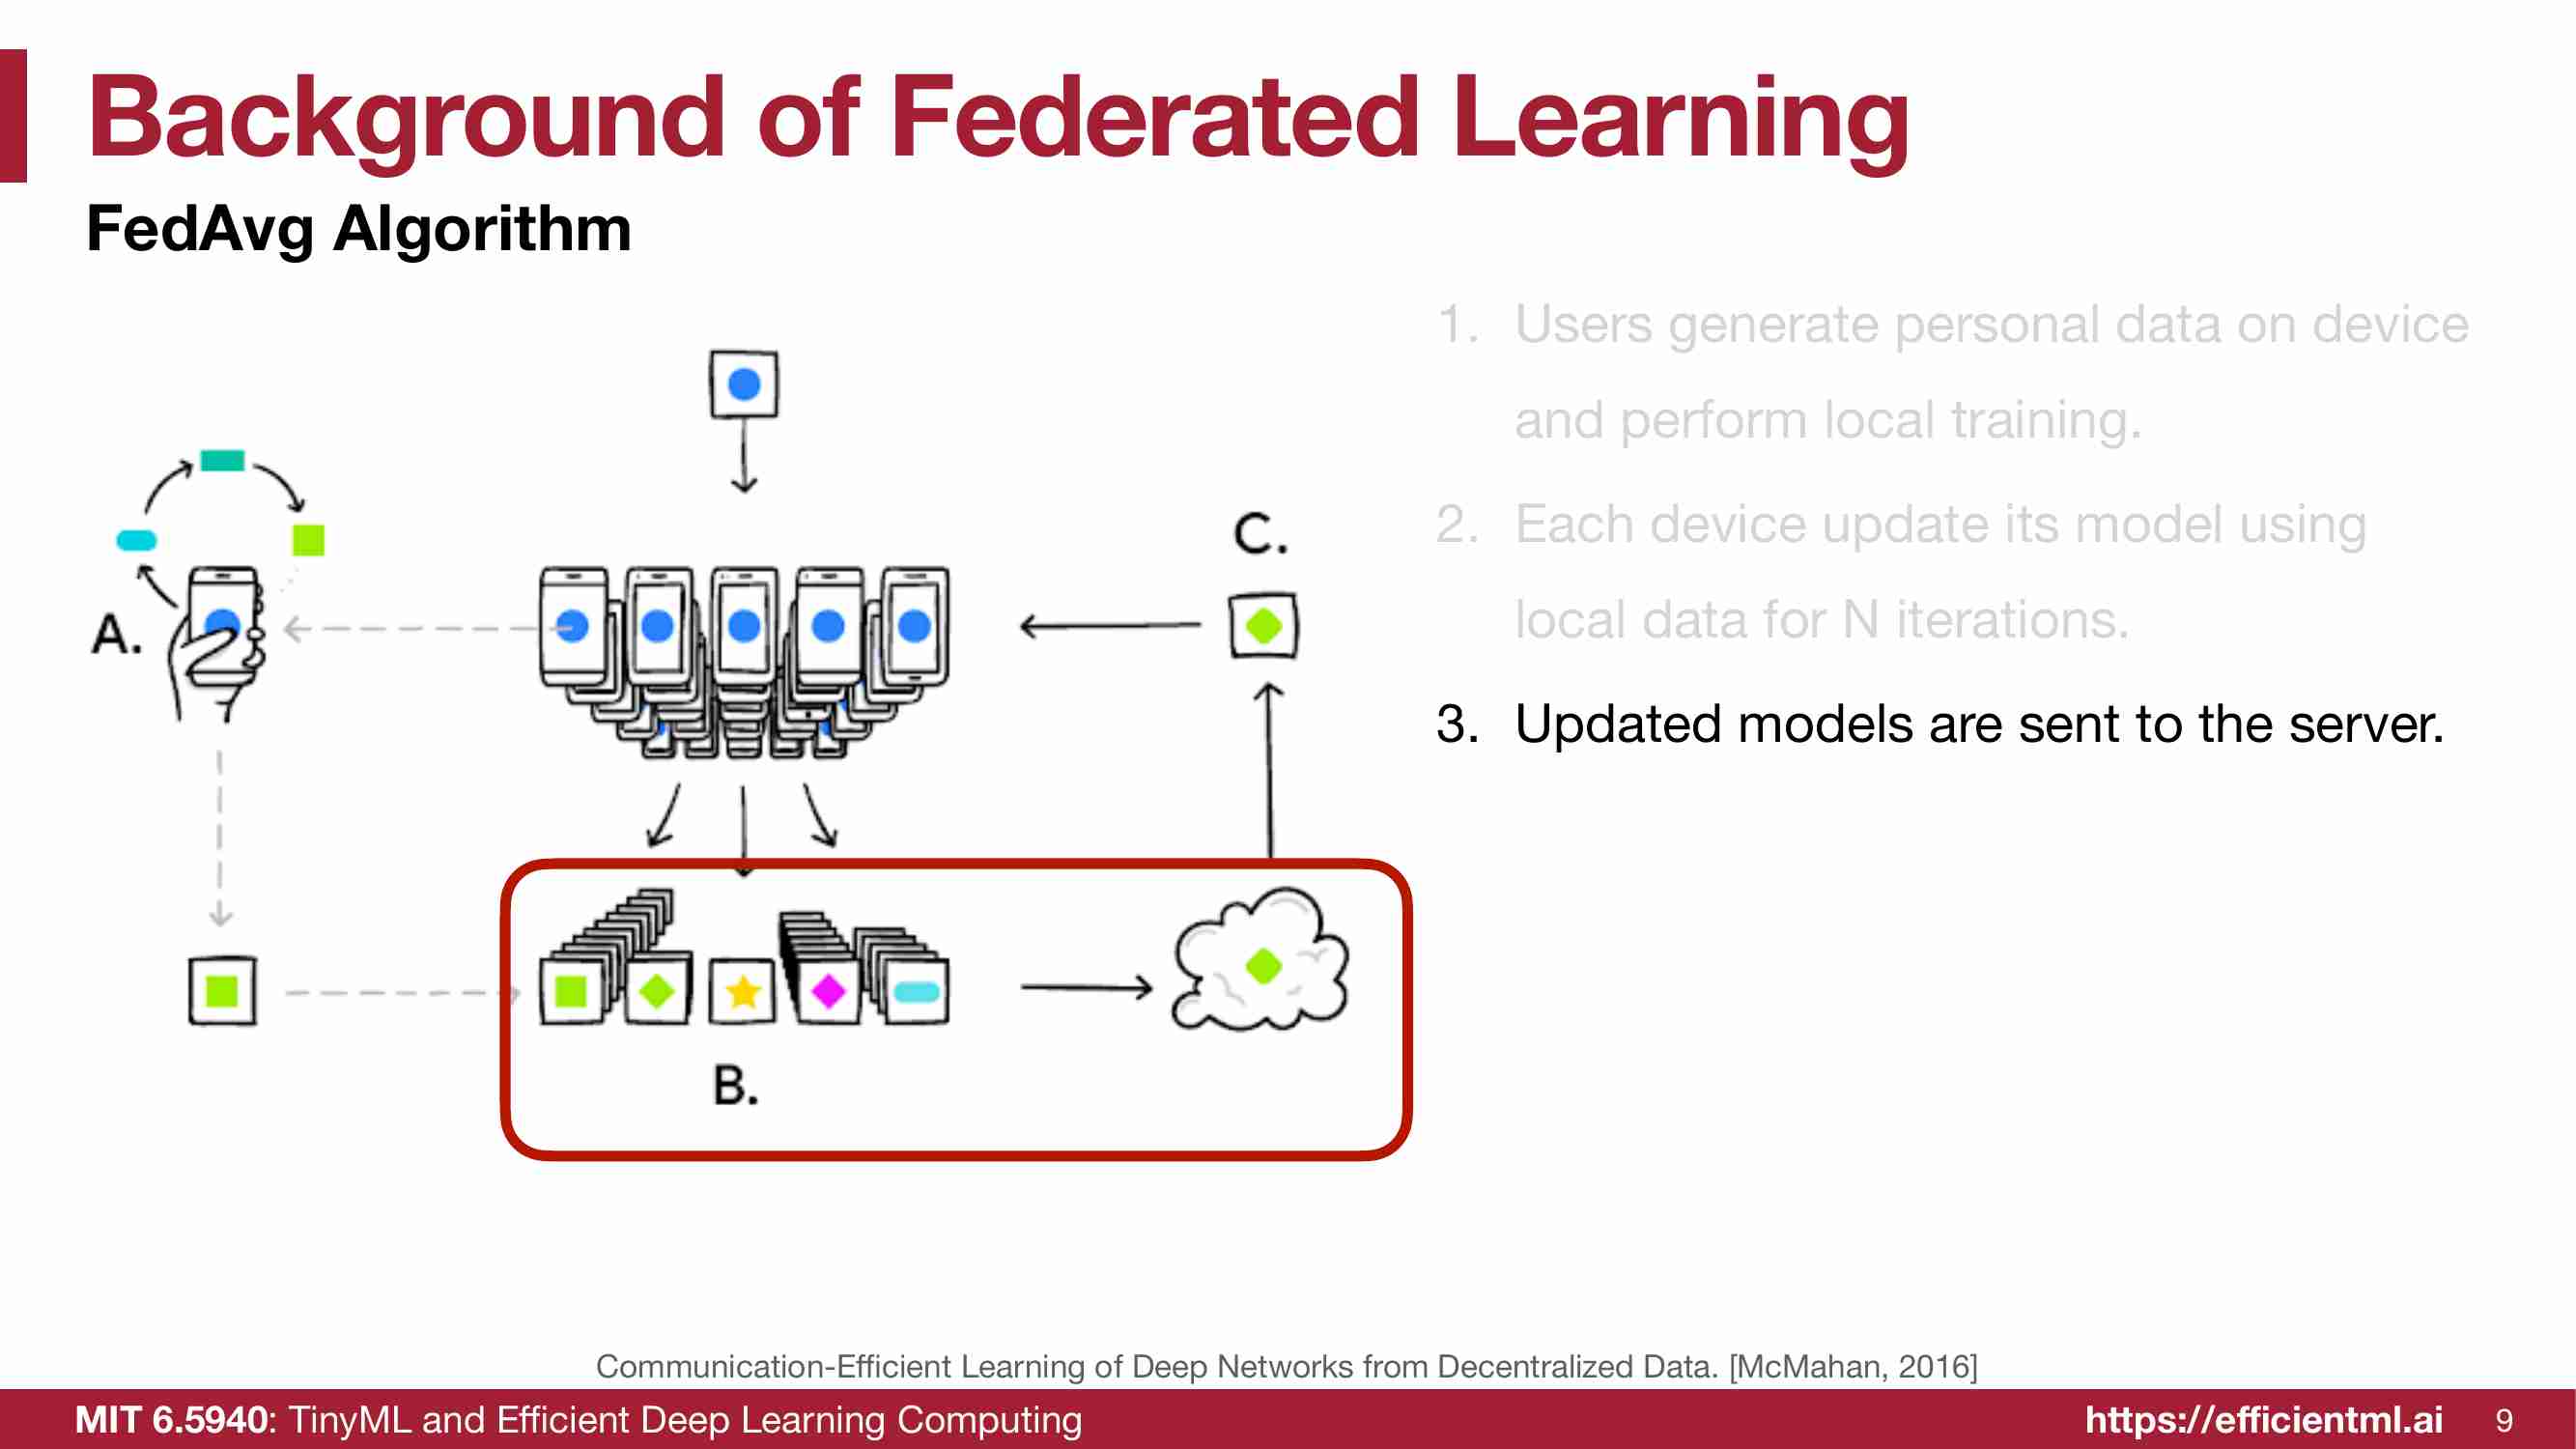 Background of Federated Learning
FedAvg Algorithm
1. Users generate personal data on device
and perform local training.
2. Each device update its model using
local data for N iterations.
3. Updated models are sent to the server.
A.
C.
B.
Communication-Efficient Learning of Deep Networks from Decentralized Data. [McMahan, 2016]
MIT 6.5940: TinyML and Efficient Deep Learning Computing
https://efficientml.ai
9